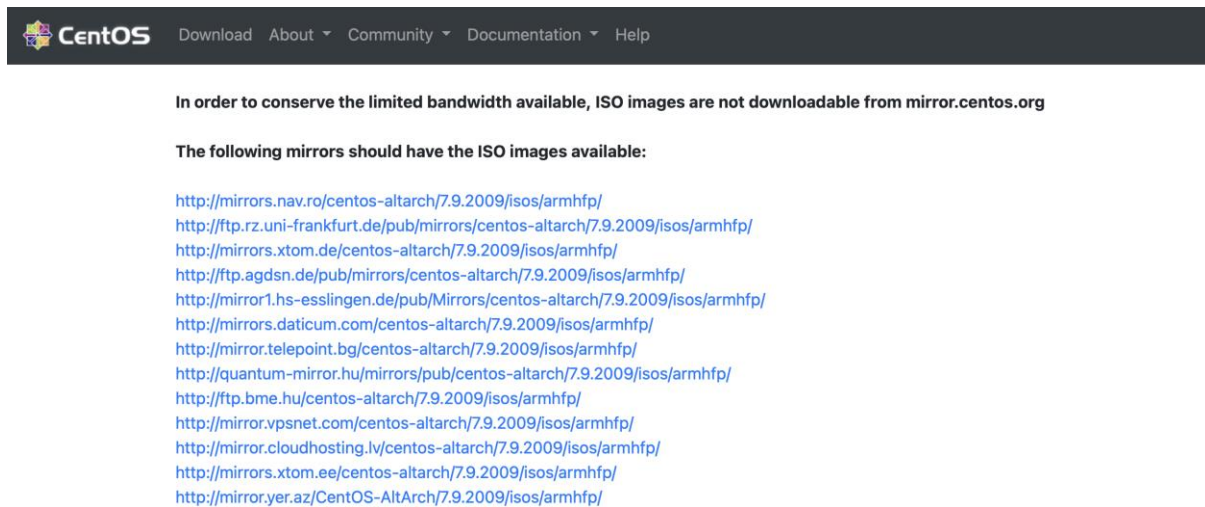 CentOS Download About Community Documentation Help
In order to conserve the limited bandwidth available, ISO images are not downloadable from mirror.centos.org
The following mirrors should have the ISO images available:
http://mirrors.nav.ro/centos-altarch/7.9.2009/isos/armhfp/
http://ftp.rz.uni-frankfurt.de/pub/mirrors/centos-altarch/7.9.2009/isos/armhfp/
http://mirrors.xtom.de/centos-altarch/7.9.2009/isos/armhfp/
http://ftp.agdsn.de/pub/mirrors/centos-altarch/7.9.2009/isos/armhfp/
http://mirror1.hs-esslingen.de/pub/Mirrors/centos-altarch/7.9.2009/isos/armhfp/
http://mirrors.daticum.com/centos-altarch/7.9.2009/isos/armhfp/
http://mirror.telepoint.bg/centos-altarch/7.9.2009/isos/armhfp/
http://quantum-mirror.hu/mirrors/pub/centos-altarch/7.9.2009/isos/armhfp/
http://ftp.bme.hu/centos-altarch/7.9.2009/isos/armhfp/
http://mirror.vpsnet.com/centos-altarch/7.9.2009/isos/armhfp/
http://mirror.cloudhosting.lv/centos-altarch/7.9.2009/isos/armhfp/
http://mirrors.xtom.ee/centos-altarch/7.9.2009/isos/armhfp/
http://mirror.yer.az/CentOS-AltArch/7.9.2009/isos/armhfp/